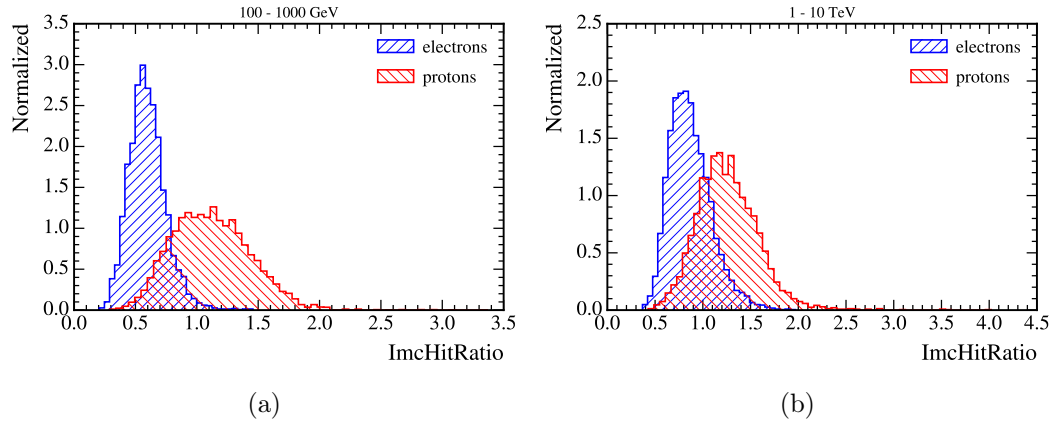 100 - 1000 GeV
Normalized
3.5
3.0
2.5
2.0
1.5
1.0
0.5
0.0
electrons
protons
0.0 0.5 1.0 1.5 2.0 2.5 3.0 3.5
ImcHitRatio
(a)
1 - 10 TeV
Normalized
2.5
2.0
1.5
1.0
0.5
0.0
electrons
protons
0.0 0.5 1.0 1.5 2.0 2.5 3.0 3.5 4.0 4.5
ImcHitRatio
(b)